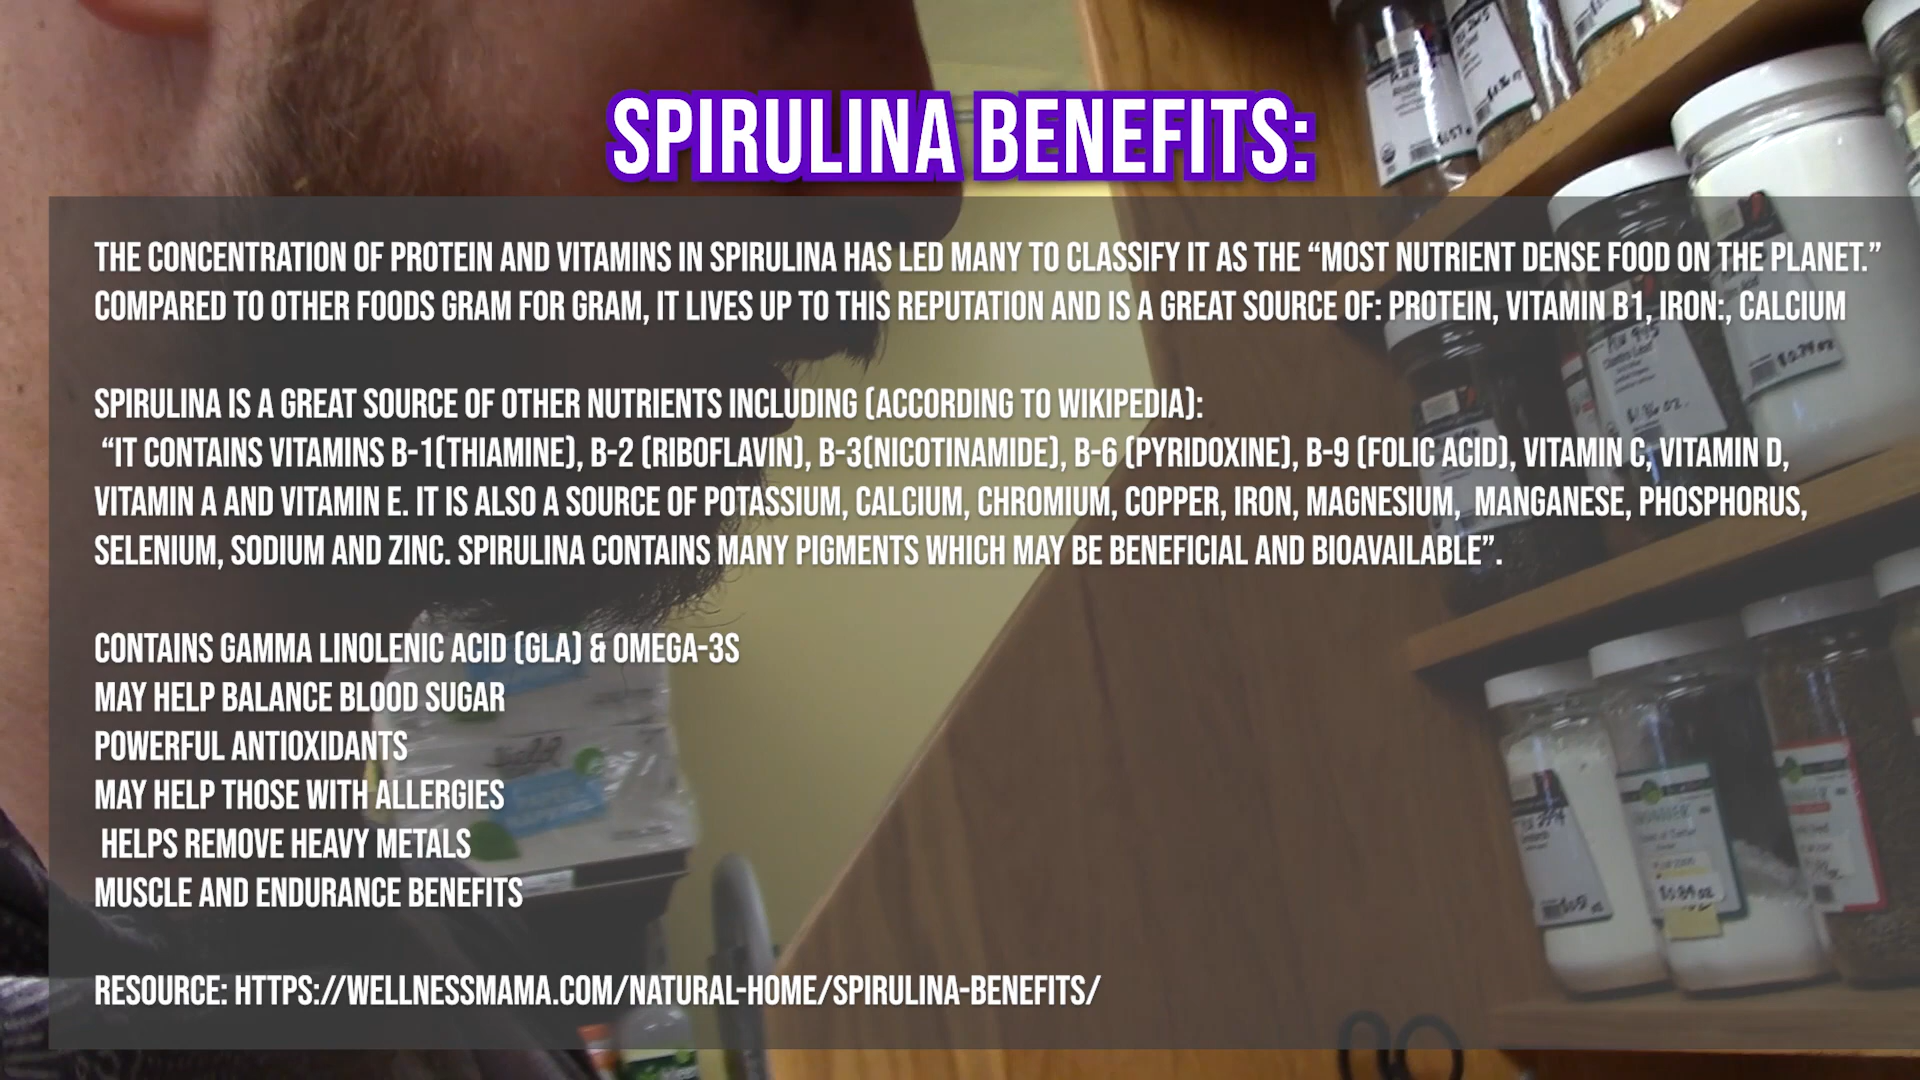 SPIRULINA BENEFITS:
THE CONCENTRATION OF PROTEIN AND VITAMINS IN SPIRULINA HAS LED MANY TO CLASSIFY IT AS THE “MOST NUTRIENT DENSE FOOD ON THE PLANET.”
COMPARED TO OTHER FOODS GRAM FOR GRAM, IT LIVES UP TO THIS REPUTATION AND IS A GREAT SOURCE OF: PROTEIN, VITAMIN B1, IRON:, CALCIUM
SPIRULINA IS A GREAT SOURCE OF OTHER NUTRIENTS INCLUDING (ACCORDING TO WIKIPEDIA):
“IT CONTAINS VITAMINS B-1(THIAMINE), B-2 (RIBOFLAVIN), B-3(NICOTINAMIDE), B-6 (PYRIDOXINE), B-9 (FOLIC ACID), VITAMIN C, VITAMIN D,
VITAMIN A AND VITAMIN E. IT IS ALSO A SOURCE OF POTASSIUM, CALCIUM, CHROMIUM, COPPER, IRON, MAGNESIUM, MANGANESE, PHOSPHORUS,
SELENIUM, SODIUM AND ZINC. SPIRULINA CONTAINS MANY PIGMENTS WHICH MAY BE BENEFICIAL AND BIOAVAILABLE”.
CONTAINS GAMMA LINOLENIC ACID (GLA) & OMEGA-3S
MAY HELP BALANCE BLOOD SUGAR
POWERFUL ANTIOXIDANTS
MAY HELP THOSE WITH ALLERGIES
HELPS REMOVE HEAVY METALS
MUSCLE AND ENDURANCE BENEFITS
RESOURCE: HTTPS://WELLNESSMAMA.COM/NATURAL-HOME/SPIRULINA-BENEFITS/